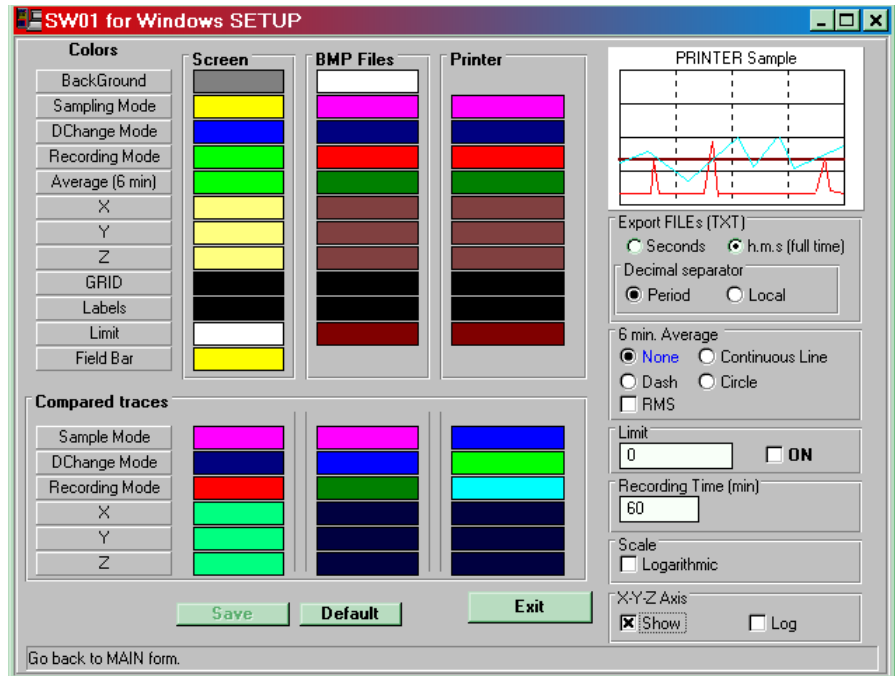 SW01 for Windows SETUP
Colors
Screen
BMP Files
Printer
BackGround
Sampling Mode
DChange Mode
Recording Mode
Average (6 min)
X
Y
Z
GRID
Labels
Limit
Field Bar
Compared traces
Sample Mode
DChange Mode
Recording Mode
X
Y
Z
Save
Default
Exit
PRINTER Sample
Export FILEs (TXT)
Seconds
h.m.s (full time)
Decimal separator
Period
Local
6 min. Average
None
Continuous Line
Dash
Circle
RMS
Limit
0
ON
Recording Time (min)
60
Scale
Logarithmic
X-Y-Z Axis
Show
Log
Go back to MAIN form.